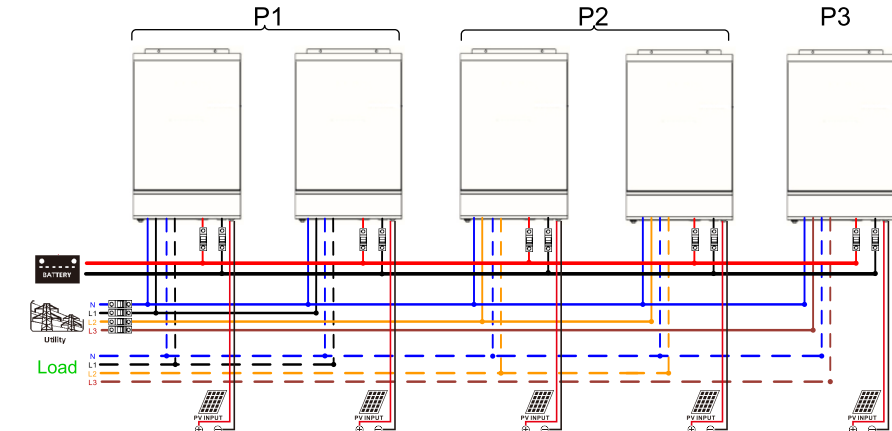 P1 P2 P3
BATTERY
N
L1
L2
L3
Utility
Load
N
L1
L2
L3
PV INPUT PV INPUT PV INPUT PV INPUT PV INPUT